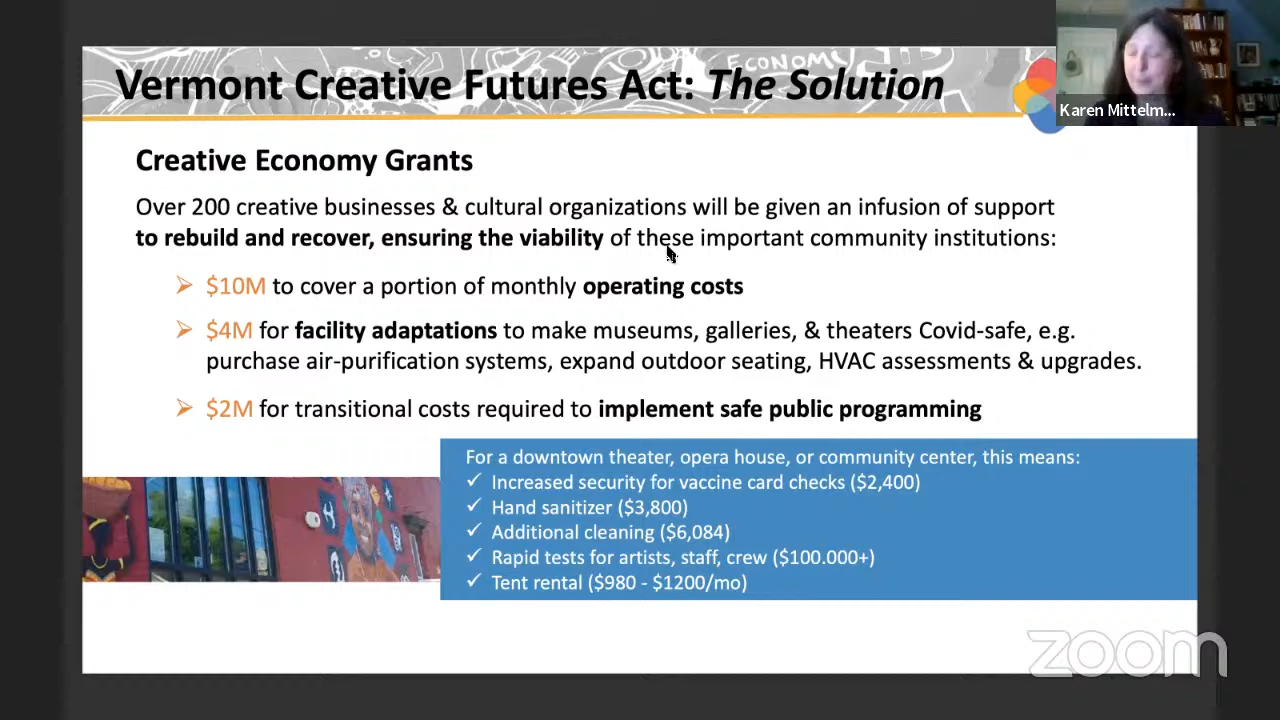 ECONOMY
Vermont Creative Futures Act: The Solution
Karen Mittelm...
Creative Economy Grants
Over 200 creative businesses & cultural organizations will be given an infusion of support
to rebuild and recover, ensuring the viability of these important community institutions:
$10M to cover a portion of monthly operating costs
$4M for facility adaptations to make museums, galleries, & theaters Covid-safe, e.g.
purchase air-purification systems, expand outdoor seating, HVAC assessments & upgrades.
$2M for transitional costs required to implement safe public programming
For a downtown theater, opera house, or community center, this means:
Increased security for vaccine card checks ($2,400)
Hand sanitizer ($3,800)
Additional cleaning ($6,084)
Rapid tests for artists, staff, crew ($100.000+)
Tent rental ($980 - $1200/mo)
zoom